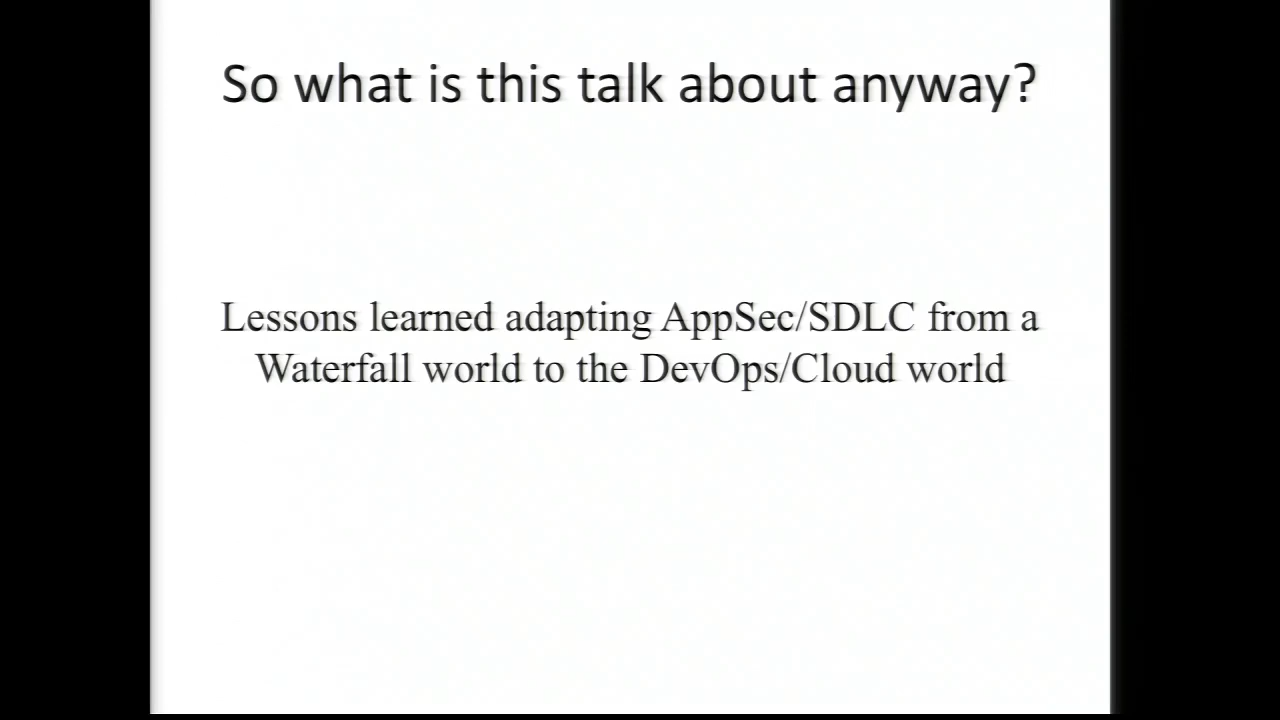 So what is this talk about anyway?
Lessons learned adapting AppSec/SDLC from a
Waterfall world to the DevOps/Cloud world